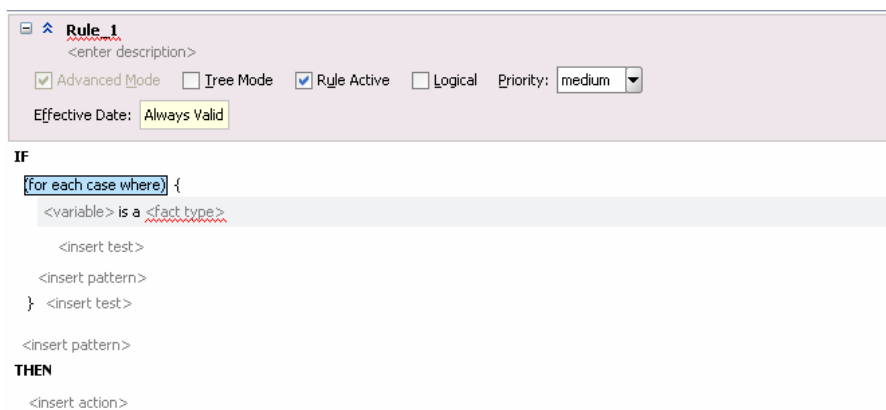 Rule_1
<enter description>
Advanced Mode Tree Mode Rule Active Logical Priority: medium
Effective Date: Always Valid
IF
(for each case where) {
<variable> is a <fact type>
<insert test>
<insert pattern>
} <insert test>
<insert pattern>
THEN
<insert action>